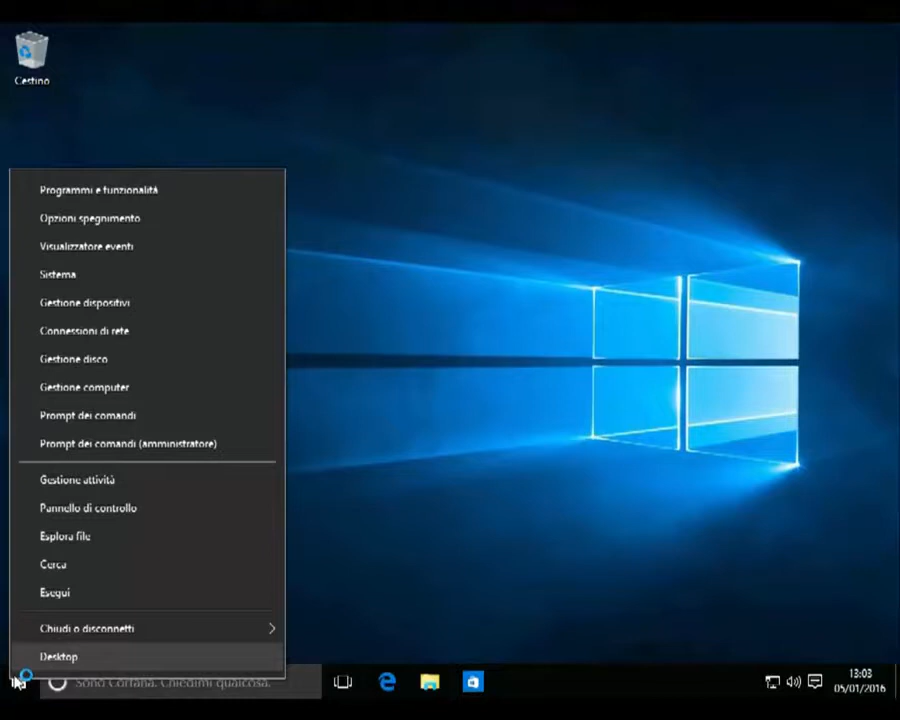 Cestino
Programmi e funzionalità
Opzioni spegnimento
Visualizzatore eventi
Sistema
Gestione dispositivi
Connessioni di rete
Gestione disco
Gestione computer
Prompt dei comandi
Prompt dei comandi (amministratore)
Gestione attività
Pannello di controllo
Esplora file
Cerca
Esegui
Chiudi o disconnetti
Desktop
Sono Cortana. Chiedimi qualcosa.
13:03
05/01/2016